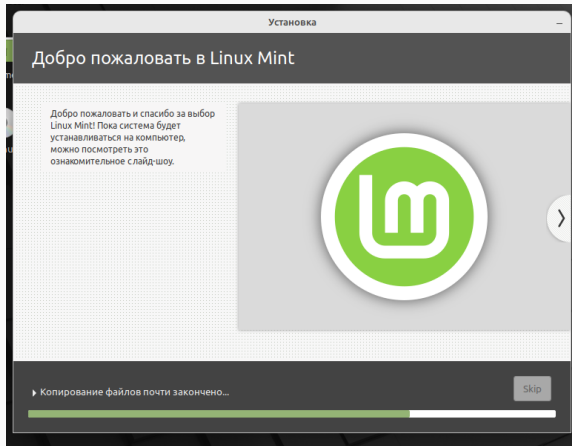 Установка
Добро пожаловать в Linux Mint
Добро пожаловать и спасибо за выбор
Linux Mint! Пока система будет
устанавливаться на компьютер,
можно посмотреть это
ознакомительное слайд-шоу.
Копирование файлов почти закончено...
Skip